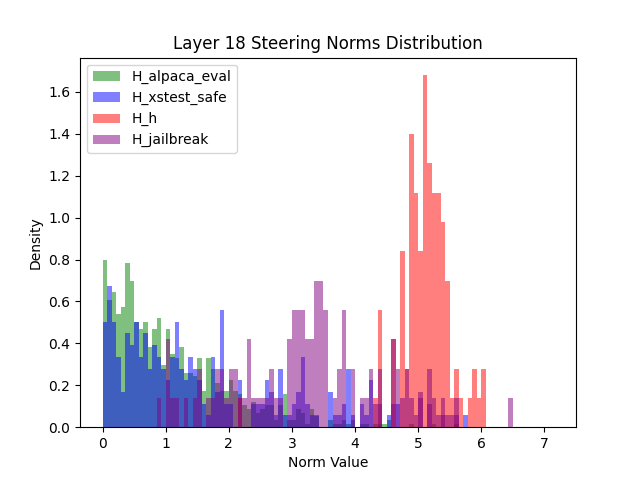 Layer 18 Steering Norms Distribution
H_alpaca_eval
H_xstest_safe
H_h
H_jailbreak
Density
1.6
1.4
1.2
1.0
0.8
0.6
0.4
0.2
0.0
0 1 2 3 4 5 6 7
Norm Value